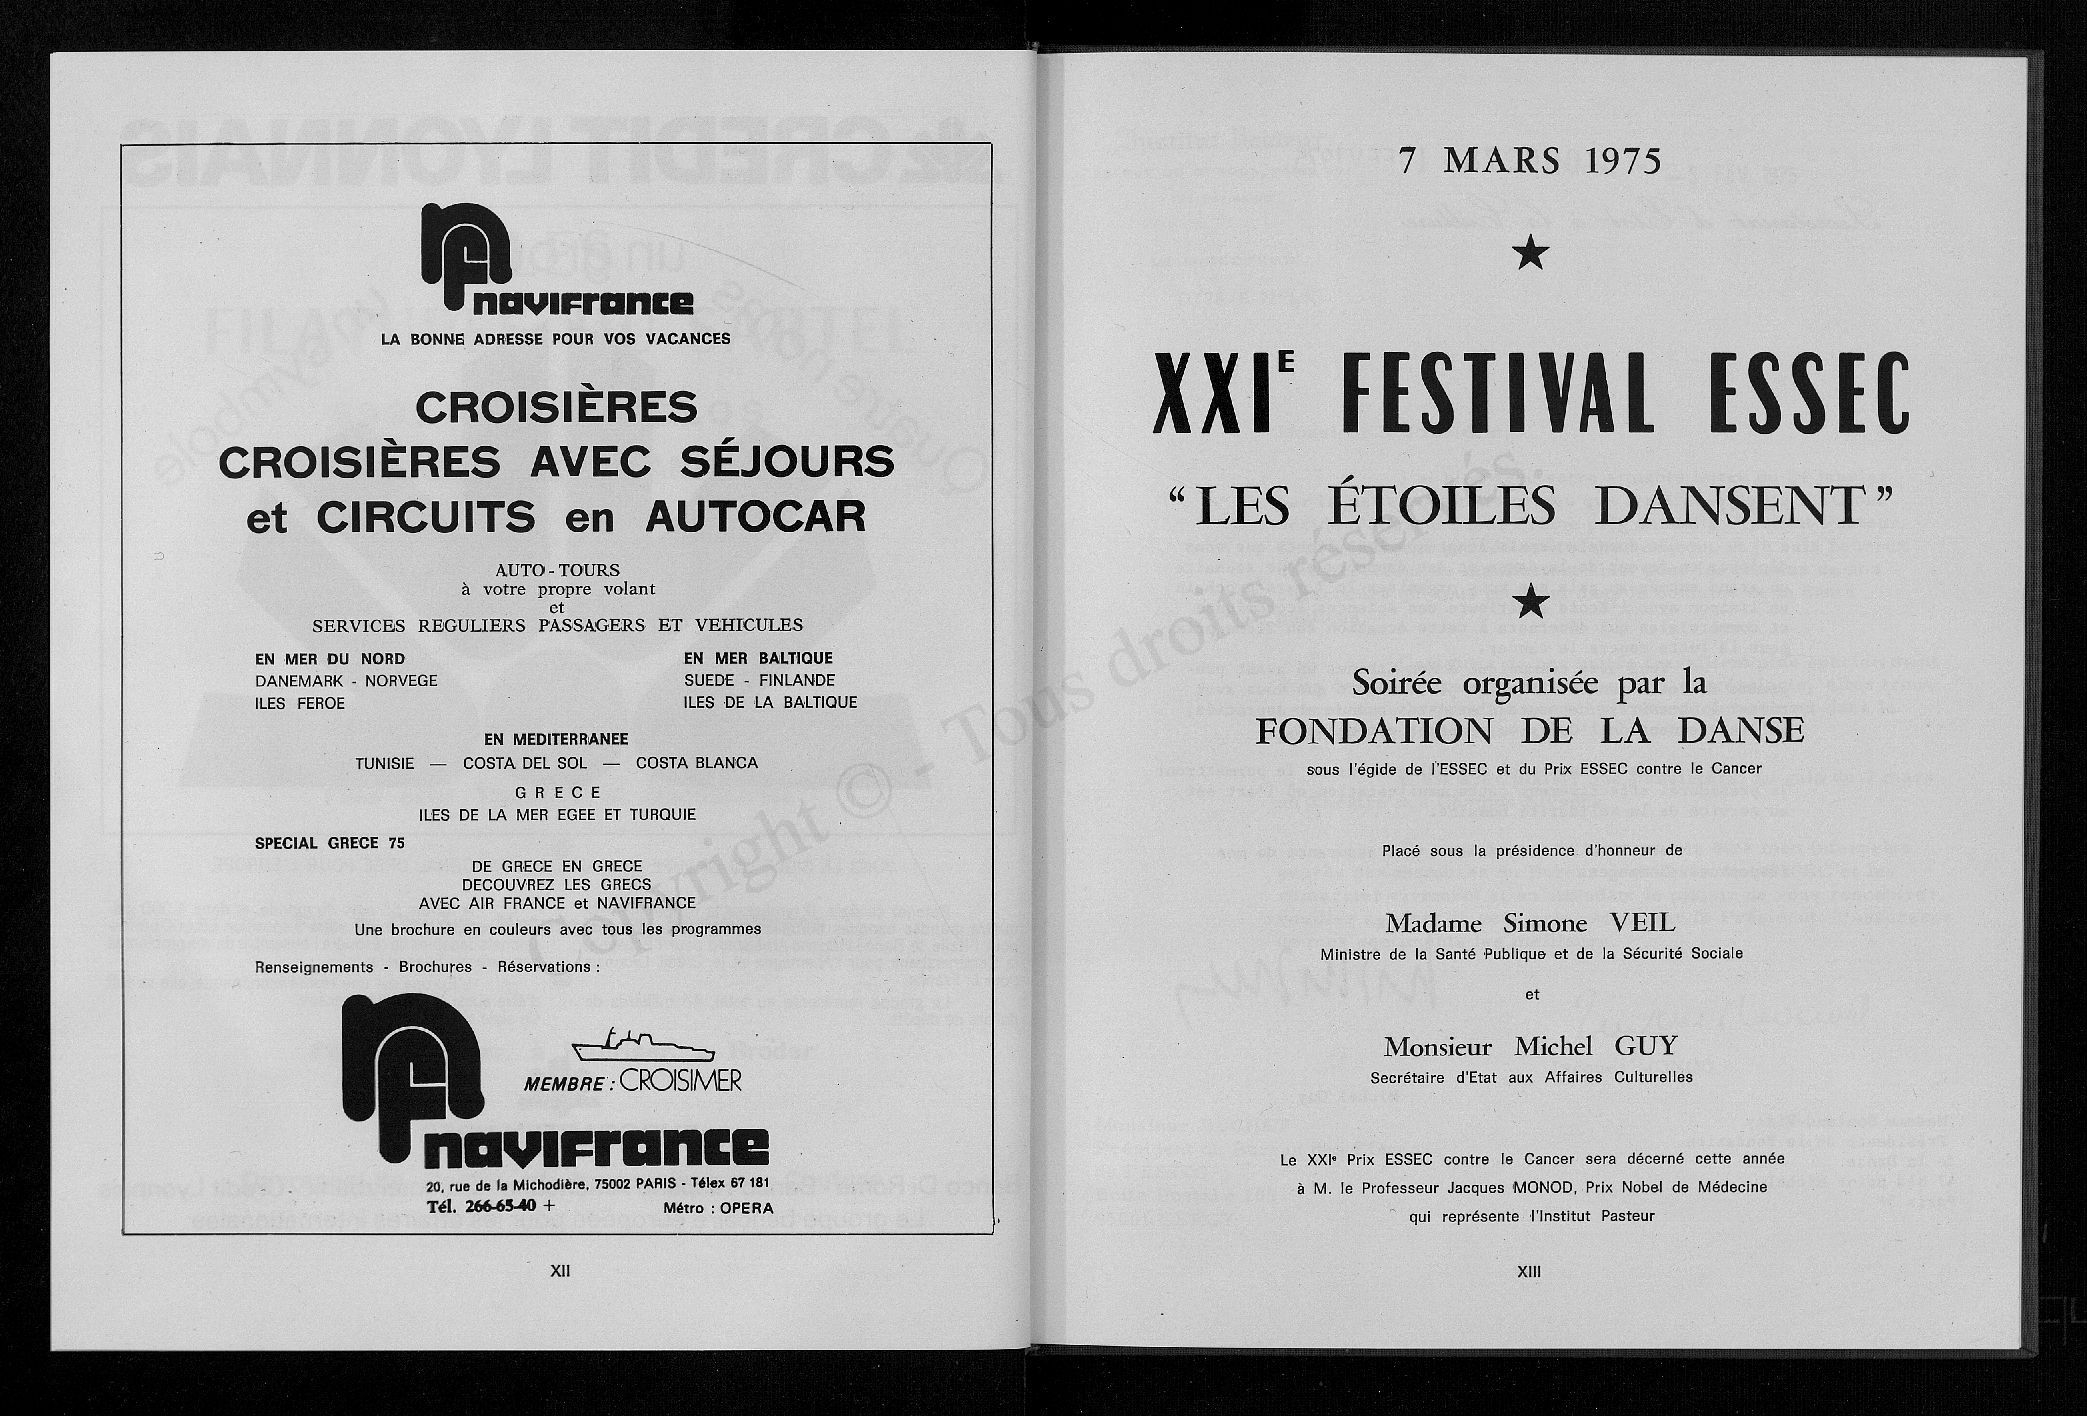 navifrance
LA BONNE ADRESSE POUR VOS VACANCES
CROISIÈRES
CROISIÈRES AVEC SÉJOURS
et CIRCUITS en AUTOCAR
AUTO-TOURS
à votre propre volant
et
SERVICES REGULIERS PASSAGERS ET VEHICULES
EN MER DU NORD
DANEMARK - NORVEGE
ILES FEROE
EN MER BALTIQUE
SUEDE - FINLANDE
ILES DE LA BALTIQUE
EN MEDITERRANEE
TUNISIE — COSTA DEL SOL — COSTA BLANCA
GRECE
ILES DE LA MER EGEE ET TURQUIE
SPECIAL GRECE 75
DE GRECE EN GRECE
DECOUVREZ LES GRECS
AVEC AIR FRANCE et NAVIFRANCE
Une brochure en couleurs avec tous les programmes
Renseignements - Brochures - Réservations :
MEMBRE : CROISIMER
navifrance
20, rue de la Michodière, 75002 PARIS - Télex 67 181
Tél. 266-65-40 + Métro : OPERA
XII
7 MARS 1975
★
XXIE FESTIVAL ESSEC
“LES ÉTOILES DANSENT”
★
Soirée organisée par la
FONDATION DE LA DANSE
sous l'égide de l'ESSEC et du Prix ESSEC contre le Cancer
Placé sous la présidence d'honneur de
Madame Simone VEIL
Ministre de la Santé Publique et de la Sécurité Sociale
et
Monsieur Michel GUY
Secrétaire d'Etat aux Affaires Culturelles
Le XXIe Prix ESSEC contre le Cancer sera décerné cette année
à M. le Professeur Jacques MONOD, Prix Nobel de Médecine
qui représente l'Institut Pasteur
XIII
Copyright © - Tous droits réservés.